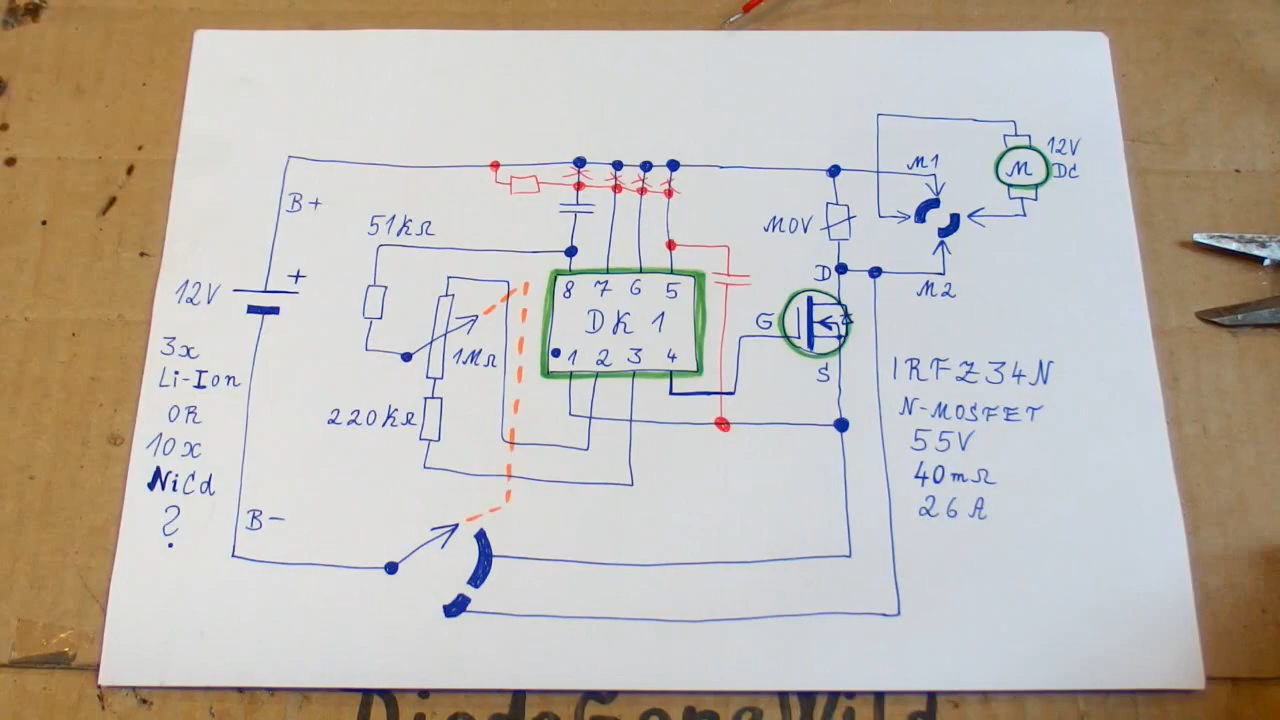 B+
51KΩ
+
12V
3x
Li-Ion
OR
10x
NiCd
?
B-
1MΩ
220KΩ
8 7 6 5
DK 1
1 2 3 4
MOV
D
G
S
M1
M2
M
12V
DC
IRFZ34N
N-MOSFET
55V
40mΩ
26A
DiodeGoneWild